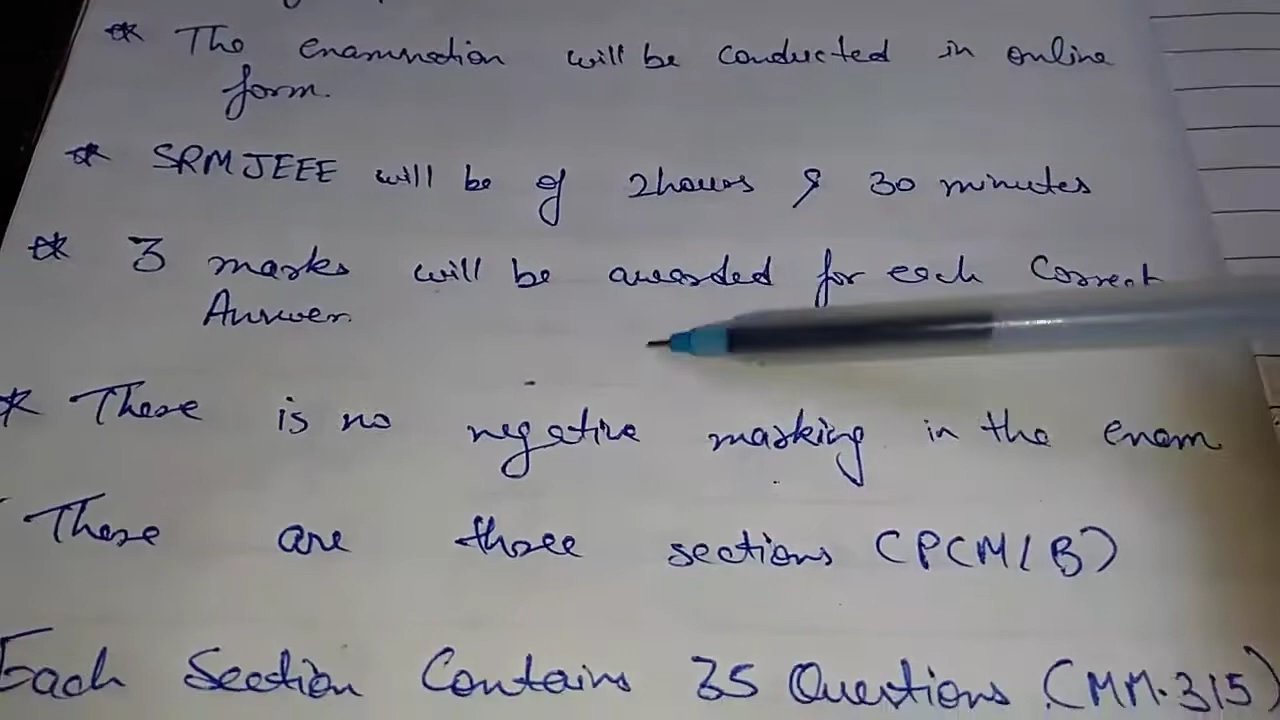 * The examination will be conducted in online
form.
* SRMJEEE will be of 2hours & 30 minutes
* 3 marks will be awarded for each Correct
Answer.
* There is no negative marking in the enam
There are three sections (PCM/B)
Each Section Contains 35 Questions (MM.315)